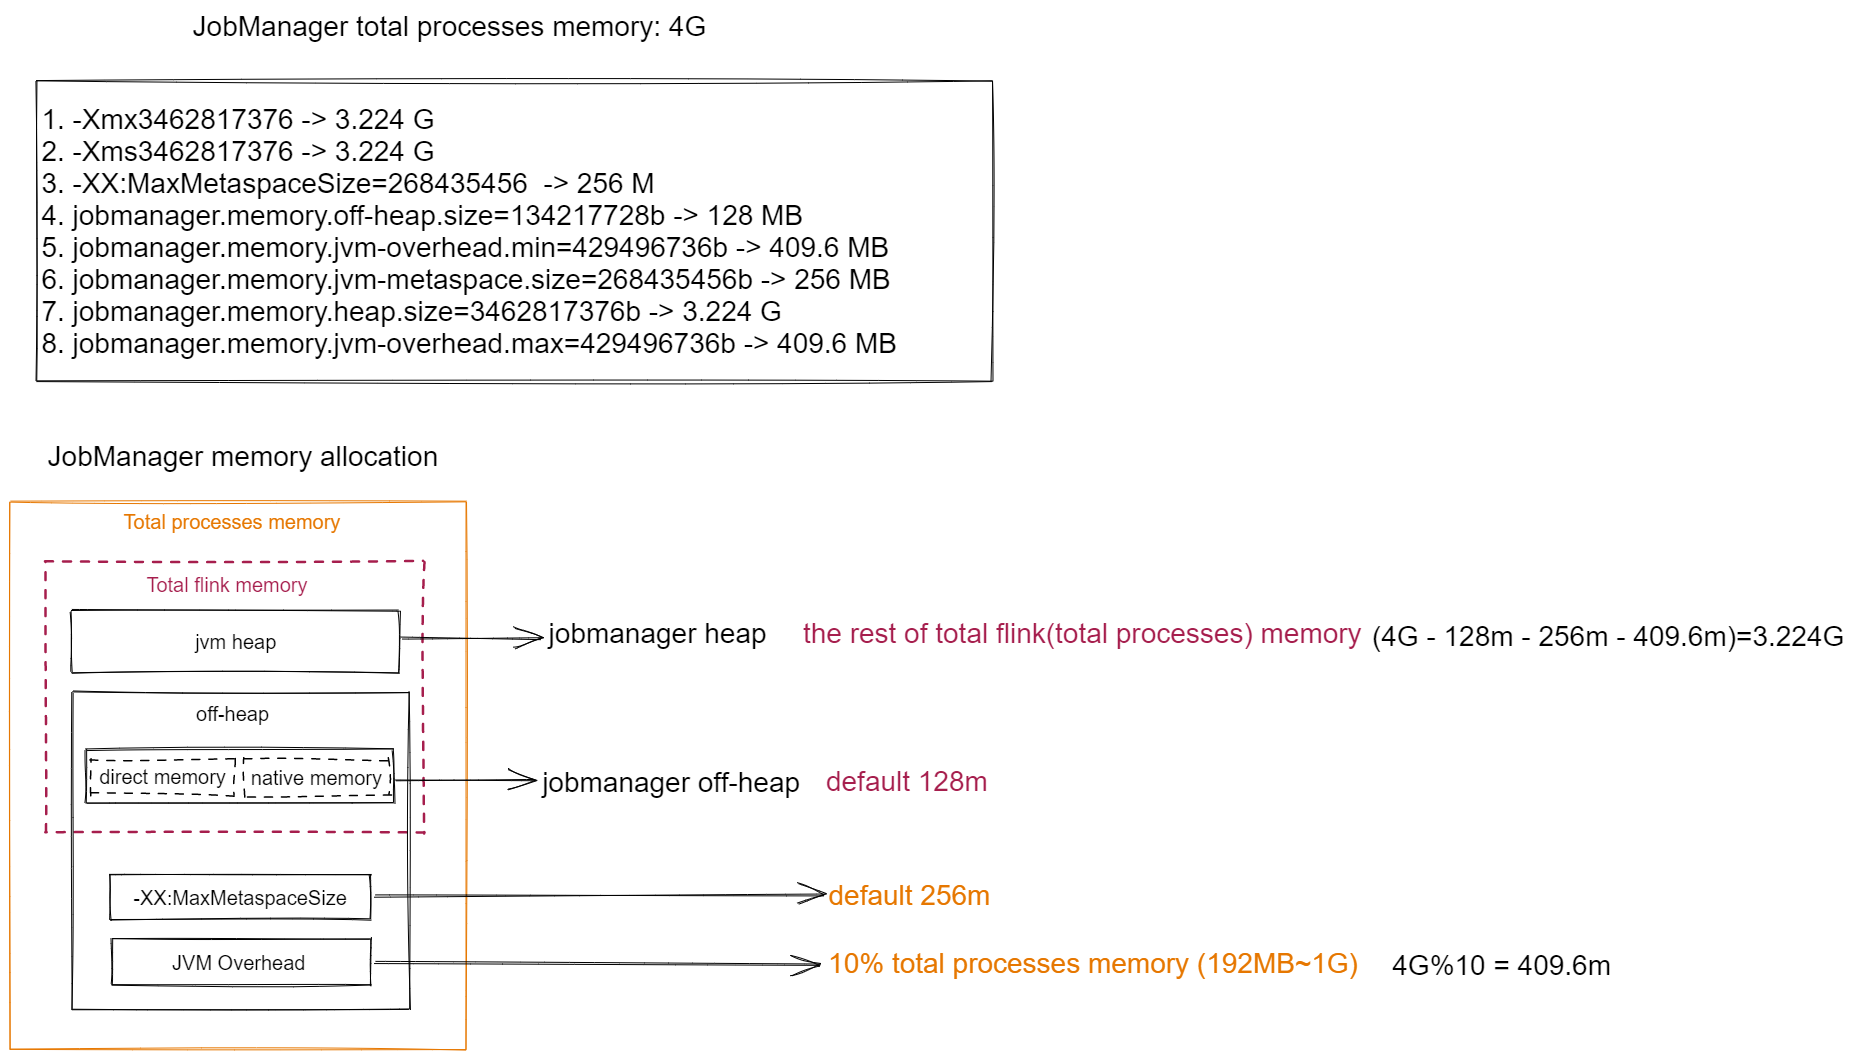 JobManager total processes memory: 4G
1. -Xmx3462817376 -> 3.224 G
2. -Xms3462817376 -> 3.224 G
3. -XX:MaxMetaspaceSize=268435456  -> 256 M
4. jobmanager.memory.off-heap.size=134217728b -> 128 MB
5. jobmanager.memory.jvm-overhead.min=429496736b -> 409.6 MB
6. jobmanager.memory.jvm-metaspace.size=268435456b -> 256 MB
7. jobmanager.memory.heap.size=3462817376b -> 3.224 G
8. jobmanager.memory.jvm-overhead.max=429496736b -> 409.6 MB
JobManager memory allocation
Total processes memory
Total flink memory
jvm heap
jobmanager heap
the rest of total flink(total processes) memory
(4G - 128m - 256m - 409.6m)=3.224G
off-heap
direct memory
native memory
jobmanager off-heap
default 128m
-XX:MaxMetaspaceSize
default 256m
JVM Overhead
10% total processes memory (192MB~1G)
4G%10 = 409.6m